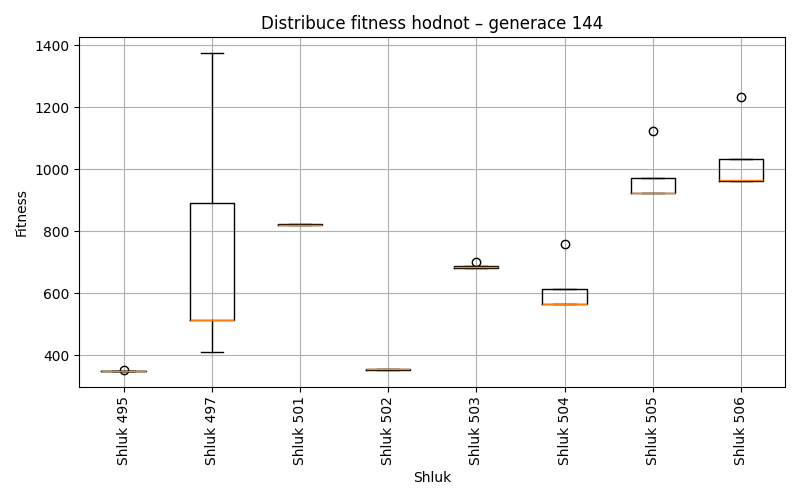 Distribuce fitness hodnot – generace 144
1400
1200
1000
800
600
400
Fitness
Shluk 495
Shluk 497
Shluk 501
Shluk 502
Shluk 503
Shluk 504
Shluk 505
Shluk 506
Shluk